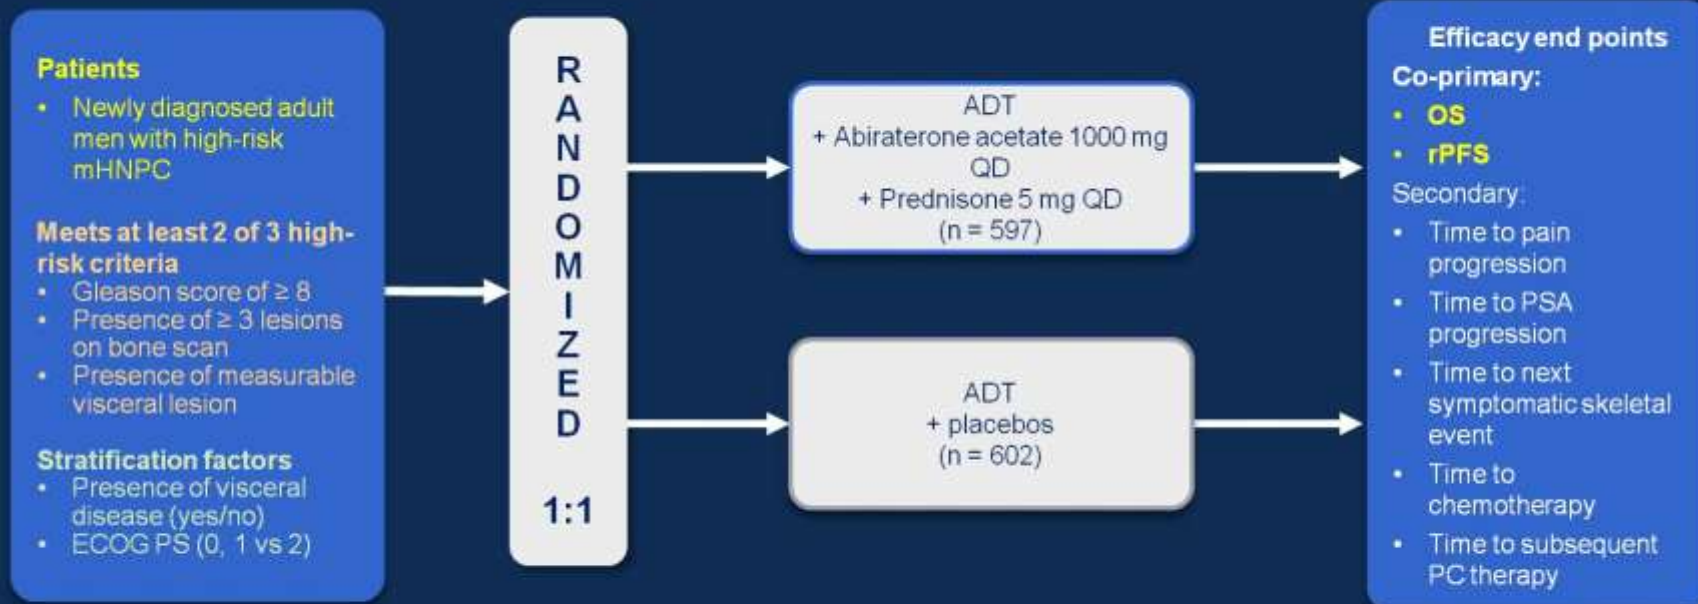 Patients
• Newly diagnosed adult
men with high-risk
mHNPC
Meets at least 2 of 3 high-
risk criteria
• Gleason score of ≥ 8
• Presence of ≥ 3 lesions
on bone scan
• Presence of measurable
visceral lesion
Stratification factors
• Presence of visceral
disease (yes/no)
• ECOG PS (0, 1 vs 2)
R
A
N
D
O
M
I
Z
E
D
1:1
ADT
+ Abiraterone acetate 1000 mg
QD
+ Prednisone 5 mg QD
(n = 597)
ADT
+ placebos
(n = 602)
Efficacy end points
Co-primary:
• OS
• rPFS
Secondary:
• Time to pain
progression
• Time to PSA
progression
• Time to next
symptomatic skeletal
event
• Time to
chemotherapy
• Time to subsequent
PC therapy